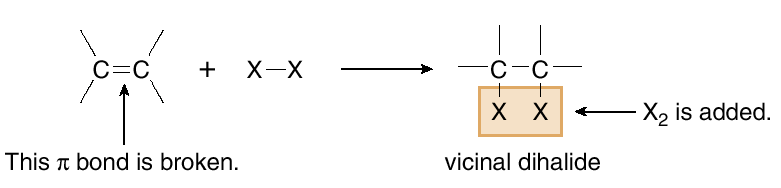 C=C + X—X → C—C
X X
X₂ is added.
This π bond is broken.
vicinal dihalide